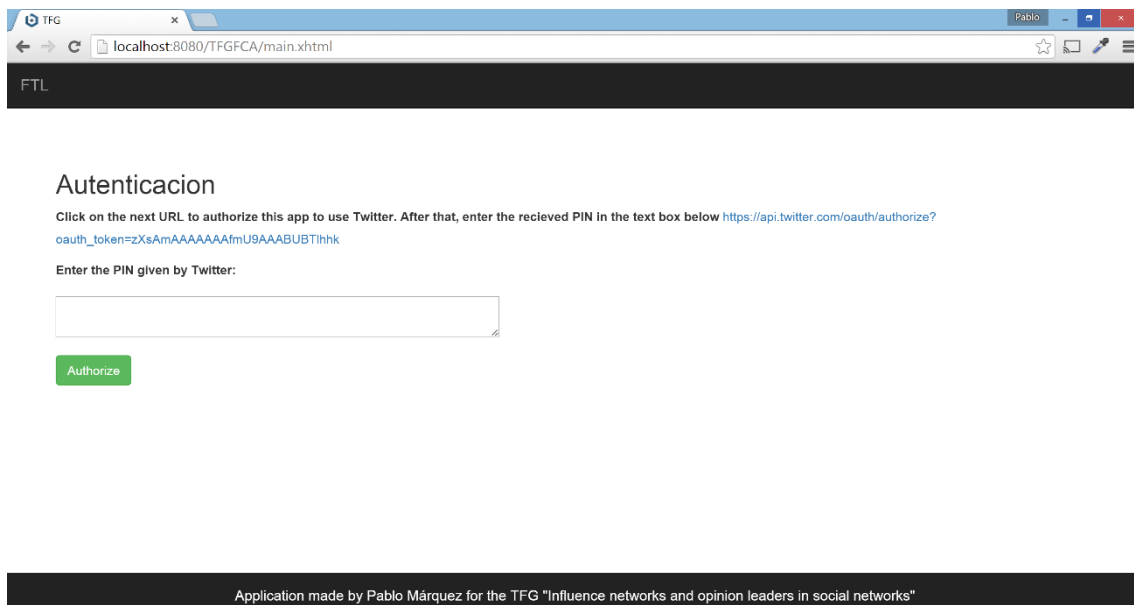 TFG
Pablo
localhost:8080/TFGFCA/main.xhtml
FTL
Autenticacion
Click on the next URL to authorize this app to use Twitter. After that, enter the recieved PIN in the text box below https://api.twitter.com/oauth/authorize?
oauth_token=zXsAmAAAAAAAfmU9AAABUBTlhhk
Enter the PIN given by Twitter:
Authorize
Application made by Pablo Márquez for the TFG "Influence networks and opinion leaders in social networks"